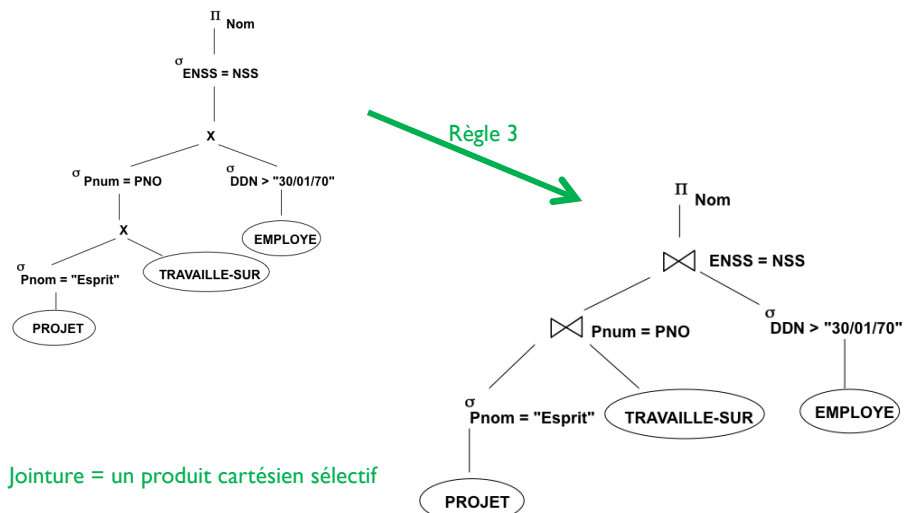 Π Nom
σ ENSS = NSS
X
σ Pnum = PNO
σ DDN > "30/01/70"
X
EMPLOYE
σ Pnom = "Esprit"
TRAVAILLE-SUR
PROJET
Règle 3
Π Nom
ENSS = NSS
Pnum = PNO
σ DDN > "30/01/70"
σ Pnom = "Esprit"
TRAVAILLE-SUR
EMPLOYE
PROJET
Jointure = un produit cartésien sélectif